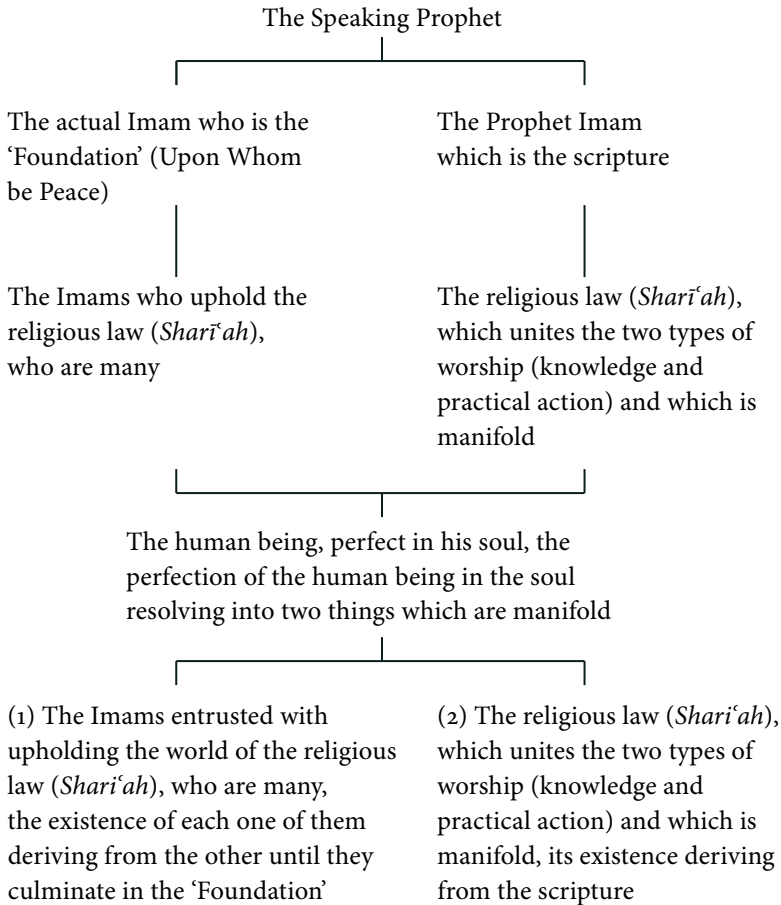 The Speaking Prophet
The actual Imam who is the
‘Foundation’ (Upon Whom
be Peace)
The Prophet Imam
which is the scripture
The Imams who uphold the
religious law (Sharīʿah),
who are many
The religious law (Sharīʿah),
which unites the two types of
worship (knowledge and
practical action) and which is
manifold
The human being, perfect in his soul, the
perfection of the human being in the soul
resolving into two things which are manifold
(1) The Imams entrusted with
upholding the world of the religious
law (Shariʿah), who are many,
the existence of each one of them
deriving from the other until they
culminate in the ‘Foundation’
(2) The religious law (Shariʿah),
which unites the two types of
worship (knowledge and
practical action) and which is
manifold, its existence deriving
from the scripture